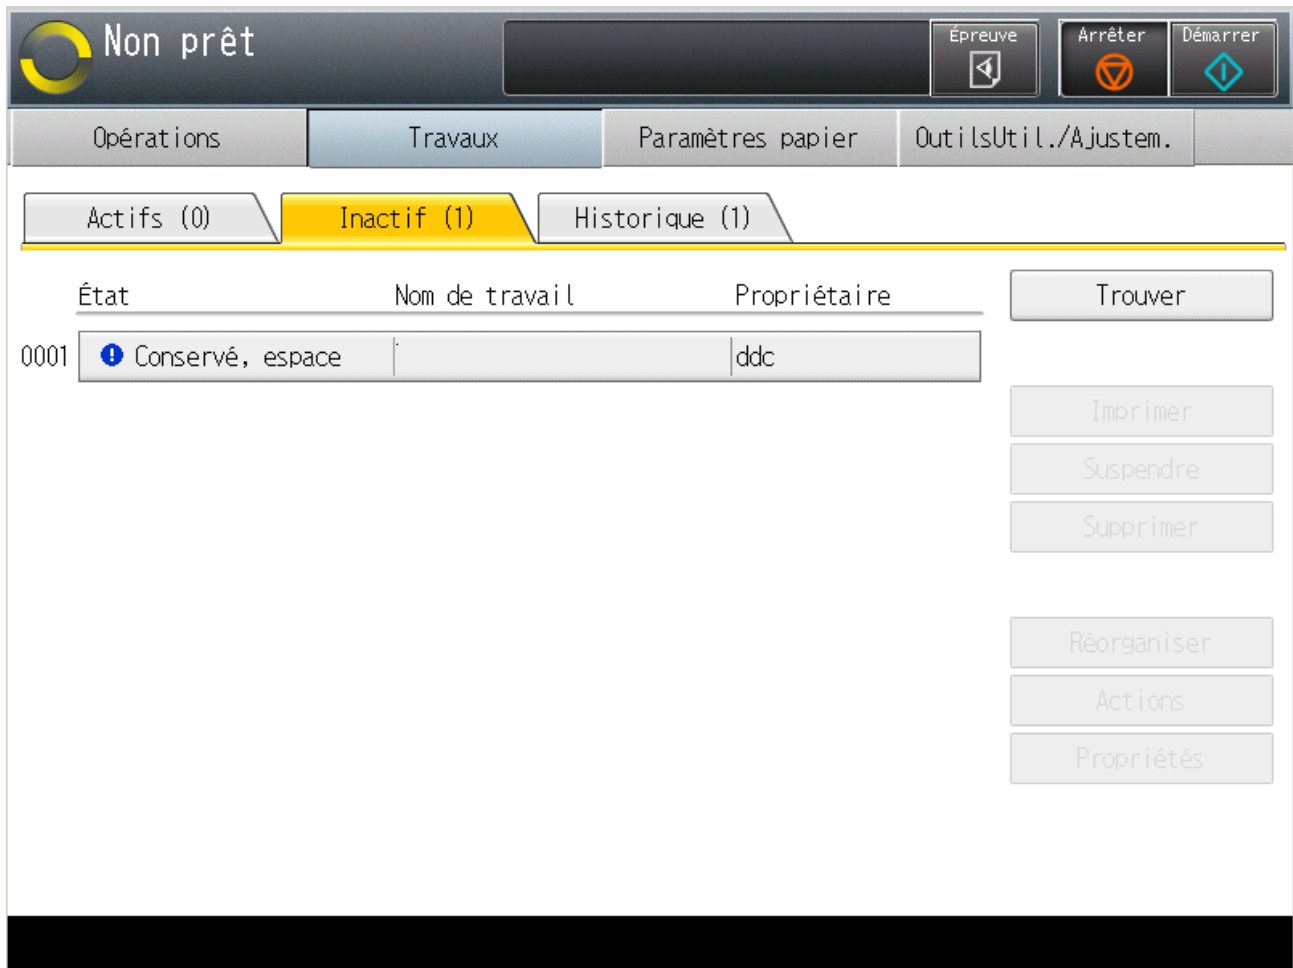 Non prêt
Épreuve
Arrêter
Démarrer
Opérations
Travaux
Paramètres papier
OutilsUtil./Ajustem.
Actifs (0)
Inactif (1)
Historique (1)
État
Nom de travail
Propriétaire
Trouver
0001
Conservé, espace
ddc
Imprimer
Suspendre
Supprimer
Réorganiser
Actions
Propriétés